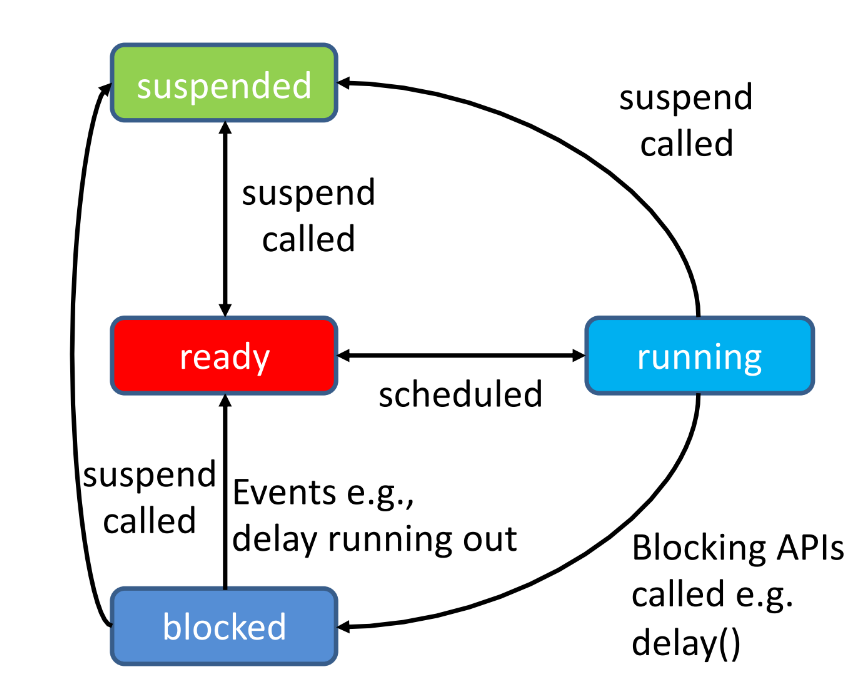 suspended
suspend
called
suspend
called
ready
running
scheduled
suspend
called
Events e.g.,
delay running out
Blocking APIs
called e.g.
delay()
blocked